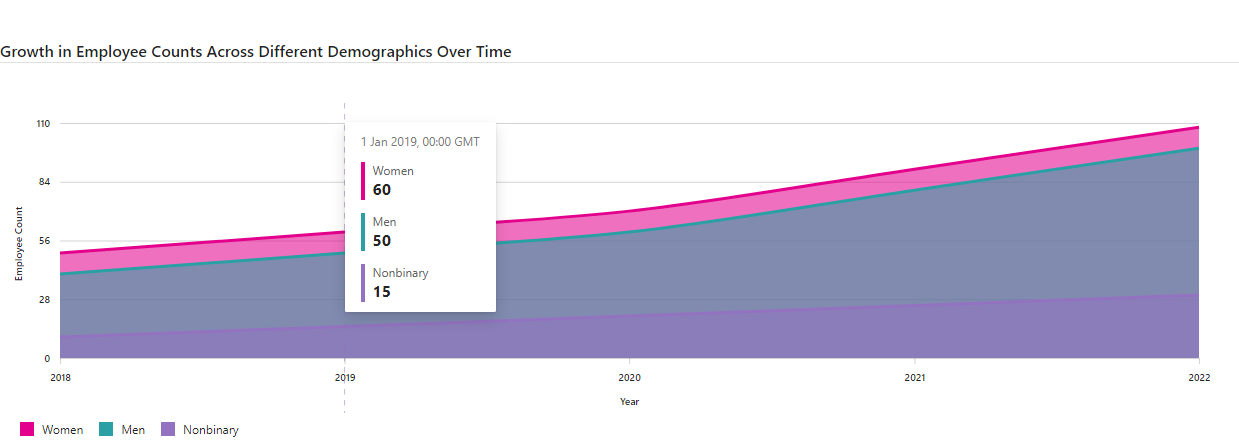 Growth in Employee Counts Across Different Demographics Over Time
110
84
56
28
0
Employee Count
1 Jan 2019, 00:00 GMT
Women
60
Men
50
Nonbinary
15
2018 2019 2020 2021 2022
Year
Women Men Nonbinary